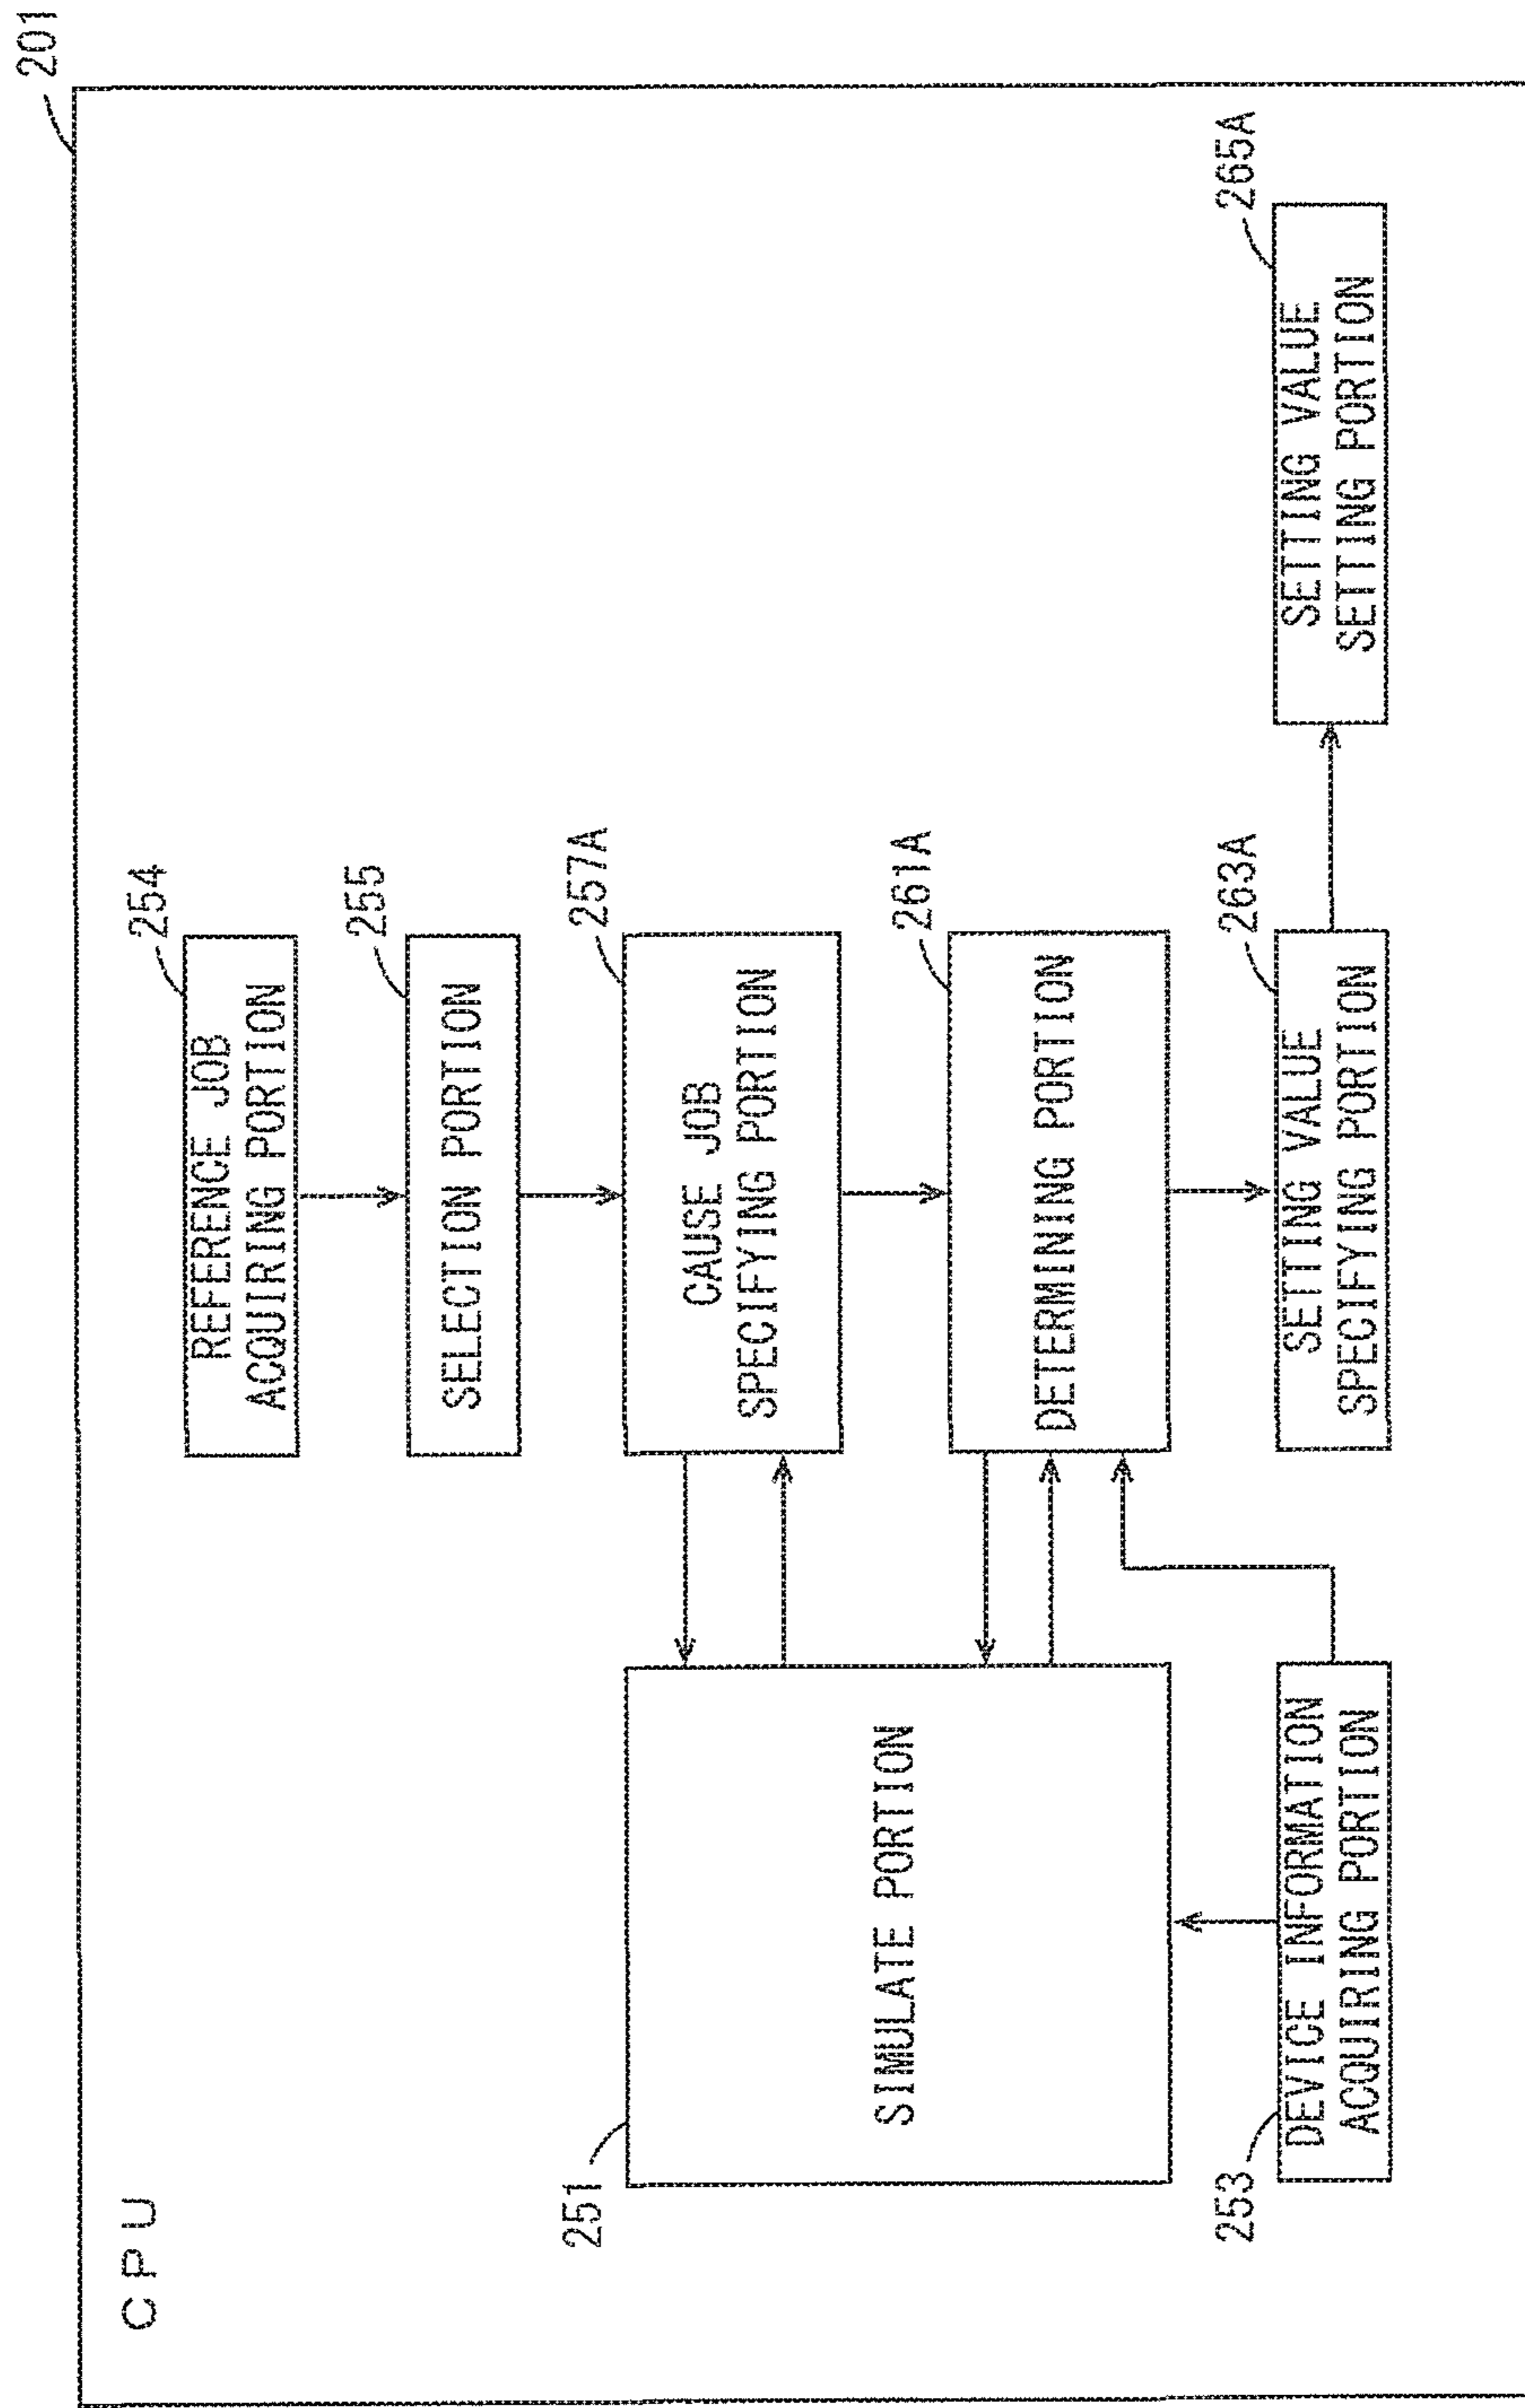 201
CPU
254
REFERENCE JOB
ACQUIRING PORTION
255
SELECTION PORTION
257A
CAUSE JOB
SPECIFYING PORTION
251
SIMULATE PORTION
261A
DETERMINING PORTION
253
DEVICE INFORMATION
ACQUIRING PORTION
263A
SETTING VALUE
SPECIFYING PORTION
265A
SETTING VALUE
SETTING PORTION